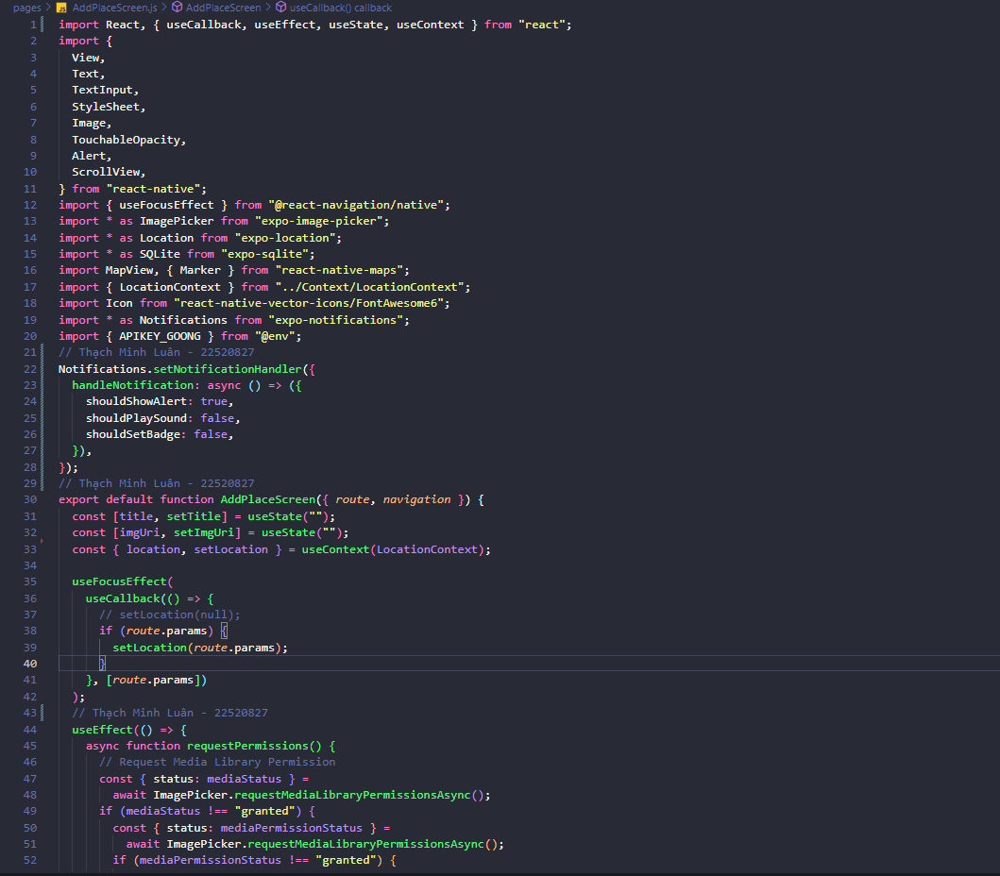 pages > JS AddPlaceScreen.js > AddPlaceScreen > useCallback() callback
1 import React, { useCallback, useEffect, useState, useContext } from "react";
2 import {
3   View,
4   Text,
5   TextInput,
6   StyleSheet,
7   Image,
8   TouchableOpacity,
9   Alert,
10   ScrollView,
11 } from "react-native";
12 import { useFocusEffect } from "@react-navigation/native";
13 import * as ImagePicker from "expo-image-picker";
14 import * as Location from "expo-location";
15 import * as SQLite from "expo-sqlite";
16 import MapView, { Marker } from "react-native-maps";
17 import { LocationContext } from "../Context/LocationContext";
18 import Icon from "react-native-vector-icons/FontAwesome6";
19 import * as Notifications from "expo-notifications";
20 import { APIKEY_GOONG } from "@env";
21 // Thạch Minh Luân - 22520827
22 Notifications.setNotificationHandler({
23   handleNotification: async () => ({
24     shouldShowAlert: true,
25     shouldPlaySound: false,
26     shouldSetBadge: false,
27   }),
28 });
29 // Thạch Minh Luân - 22520827
30 export default function AddPlaceScreen({ route, navigation }) {
31   const [title, setTitle] = useState("");
32   const [imgUri, setImgUri] = useState("");
33   const { location, setLocation } = useContext(LocationContext);
34
35   useFocusEffect(
36     useCallback(() => {
37       // setLocation(null);
38       if (route.params) {
39         setLocation(route.params);
40       }
41     }, [route.params])
42   );
43   // Thạch Minh Luân - 22520827
44   useEffect(() => {
45     async function requestPermissions() {
46       // Request Media Library Permission
47       const { status: mediaStatus } =
48         await ImagePicker.requestMediaLibraryPermissionsAsync();
49       if (mediaStatus !== "granted") {
50         const { status: mediaPermissionStatus } =
51           await ImagePicker.requestMediaLibraryPermissionsAsync();
52         if (mediaPermissionStatus !== "granted") {